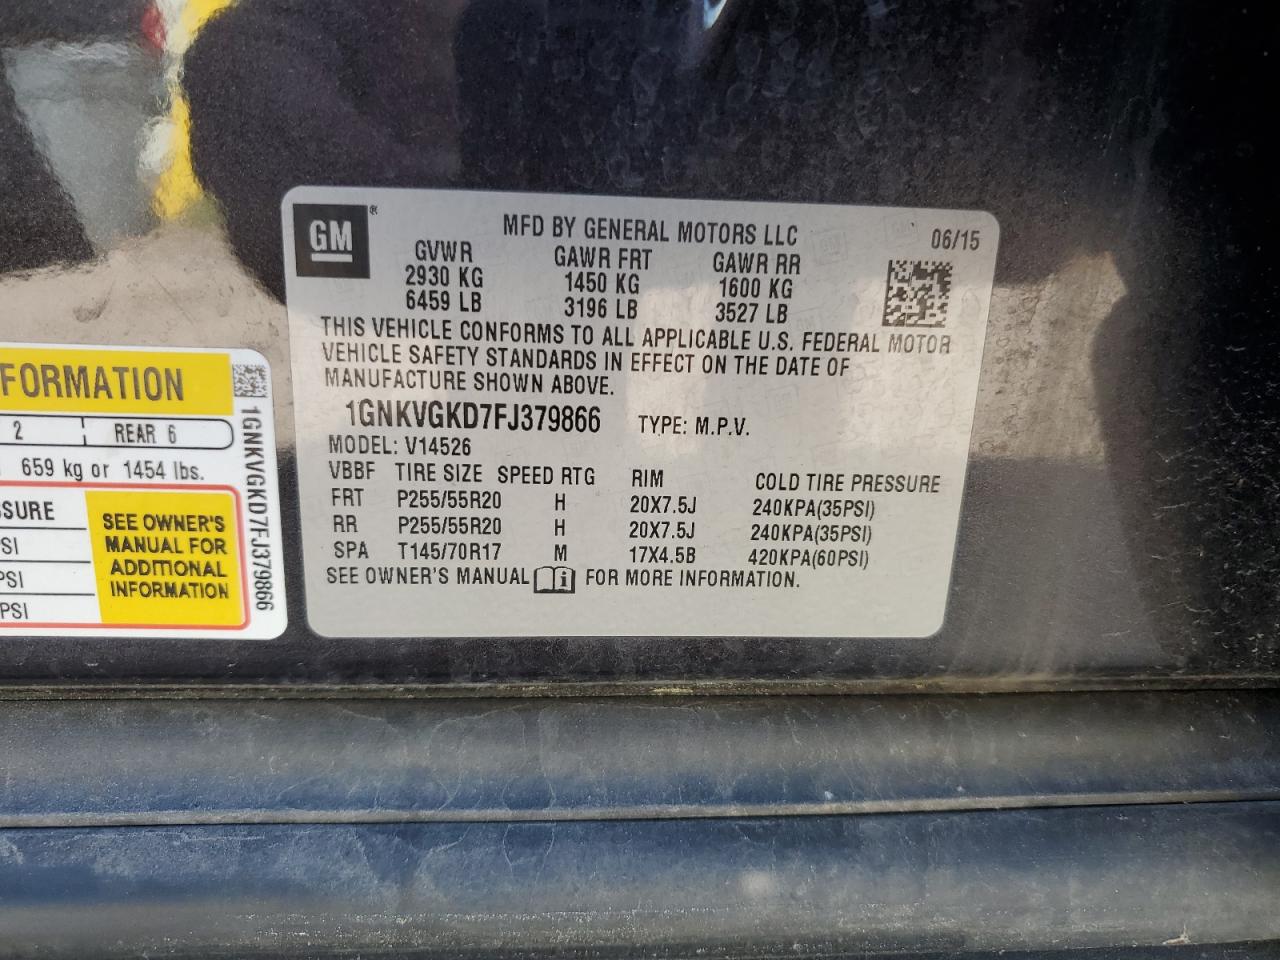 GM®
MFD BY GENERAL MOTORS LLC
06/15
GVWR GAWR FRT GAWR RR
2930 KG 1450 KG 1600 KG
6459 LB 3196 LB 3527 LB
THIS VEHICLE CONFORMS TO ALL APPLICABLE U.S. FEDERAL MOTOR
VEHICLE SAFETY STANDARDS IN EFFECT ON THE DATE OF
MANUFACTURE SHOWN ABOVE.
1GNKVGKD7FJ379866 TYPE: M.P.V.
MODEL: V14526
VBBF TIRE SIZE SPEED RTG RIM COLD TIRE PRESSURE
FRT P255/55R20 H 20X7.5J 240KPA(35PSI)
RR P255/55R20 H 20X7.5J 240KPA(35PSI)
SPA T145/70R17 M 17X4.5B 420KPA(60PSI)
SEE OWNER'S MANUAL i FOR MORE INFORMATION.
FORMATION
2 REAR 6
659 kg or 1454 lbs.
SSURE
PSI
PSI
PSI
SEE OWNER'S
MANUAL FOR
ADDITIONAL
INFORMATION
1GNKVGKD7FJ379866